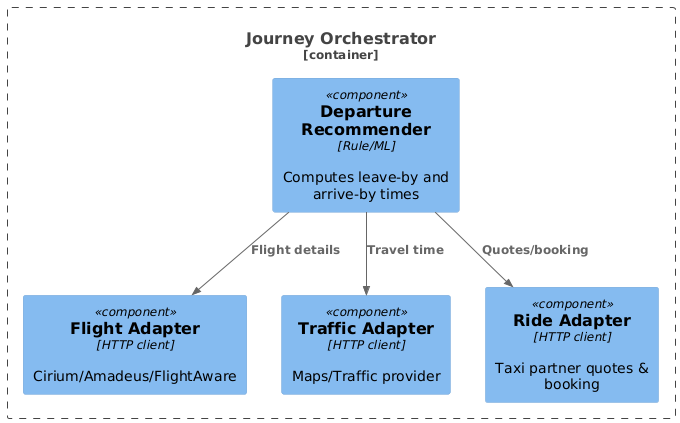 Journey Orchestrator
[container]
«component»
Departure
Recommender
[Rule/ML]
Computes leave-by and
arrive-by times
Flight details
Travel time
Quotes/booking
«component»
Flight Adapter
[HTTP client]
Cirium/Amadeus/FlightAware
«component»
Traffic Adapter
[HTTP client]
Maps/Traffic provider
«component»
Ride Adapter
[HTTP client]
Taxi partner quotes &
booking